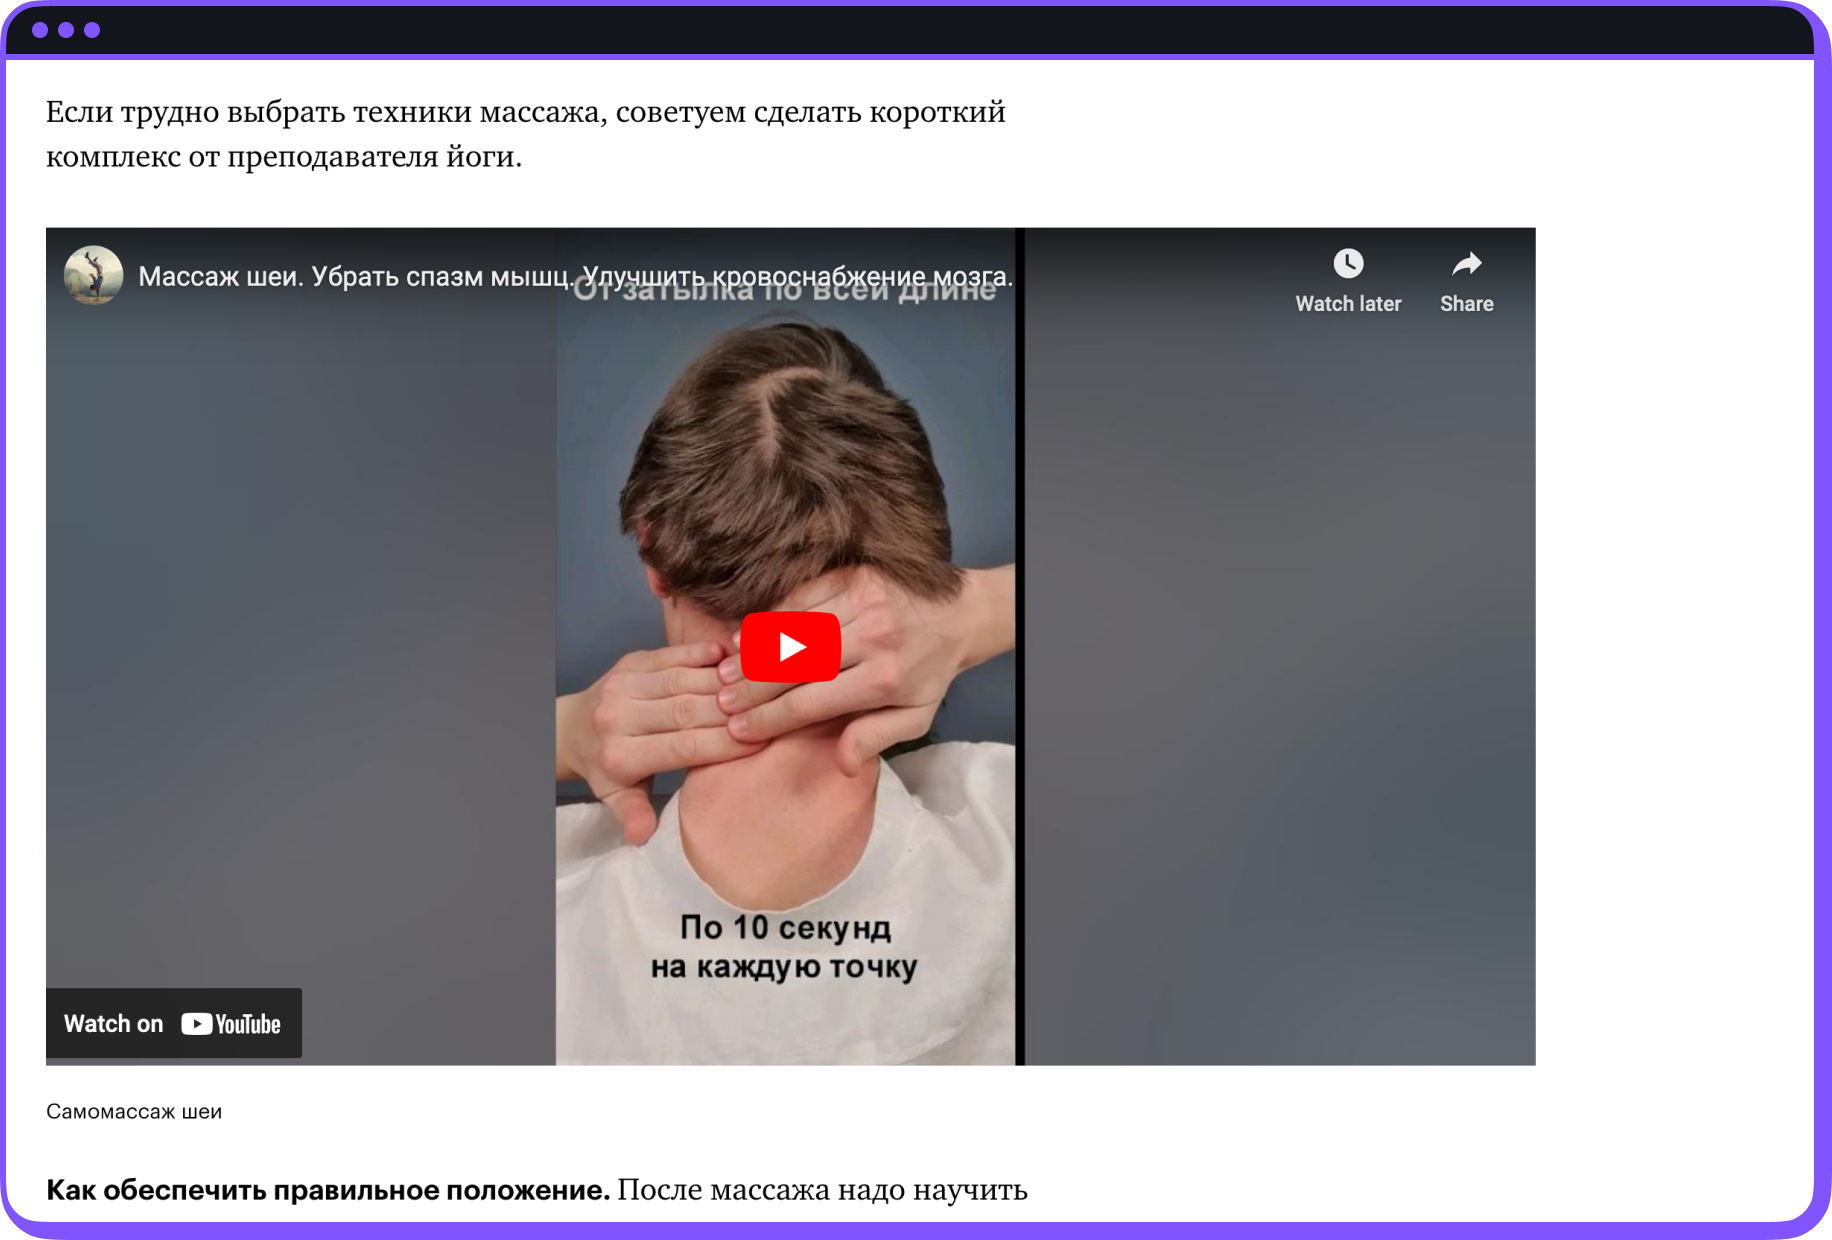 Если трудно выбрать техники массажа, советуем сделать короткий
комплекс от преподавателя йоги.
Массаж шеи. Убрать спазм мышц. Улучшить кровоснабжение мозга.
От затылка по всей длине
Watch later
Share
По 10 секунд
на каждую точку
Watch on YouTube
Самомассаж шеи
Как обеспечить правильное положение. После массажа надо научить